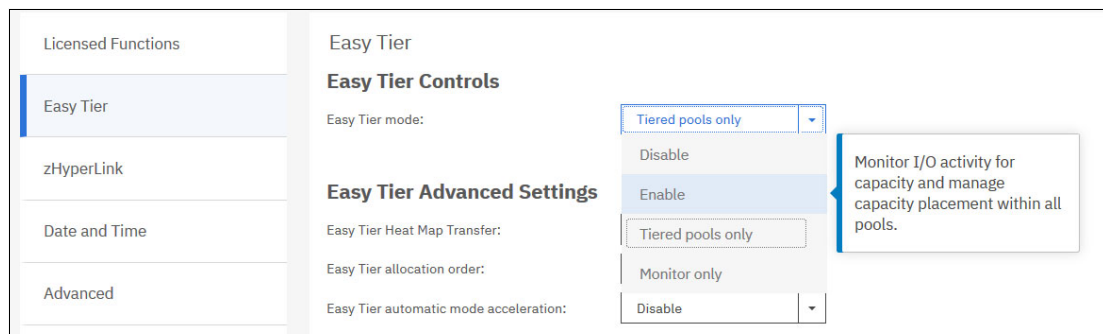 Licensed Functions
Easy Tier
zHyperLink
Date and Time
Advanced
Easy Tier
Easy Tier Controls
Easy Tier mode:
Tiered pools only
Disable
Enable
Tiered pools only
Monitor only
Monitor I/O activity for
capacity and manage
capacity placement within all
pools.
Easy Tier Advanced Settings
Easy Tier Heat Map Transfer:
Easy Tier allocation order:
Easy Tier automatic mode acceleration:
Disable